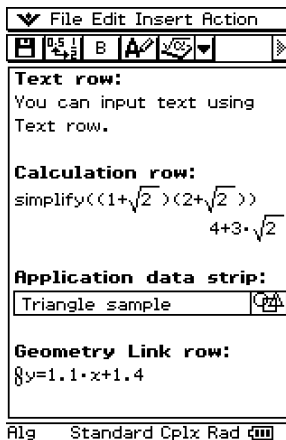 File Edit Insert Action
B
Text row:
You can input text using
Text row.
Calculation row:
simplify((1+√2)(2+√2))
4+3·√2
Application data strip:
Triangle sample
Geometry Link row:
y=1.1·x+1.4
Alg Standard Cplx Rad